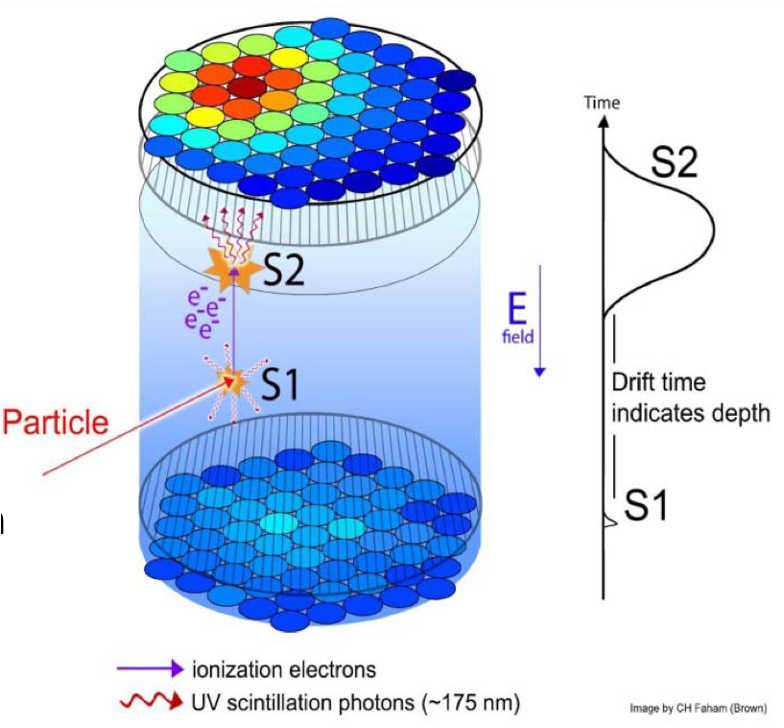 Time
S2
S2
e-
e-e-
e-e-
E
field
S1
Drift time
indicates depth
Particle
S1
ionization electrons
UV scintillation photons (~175 nm)
Image by CH Faham (Brown)